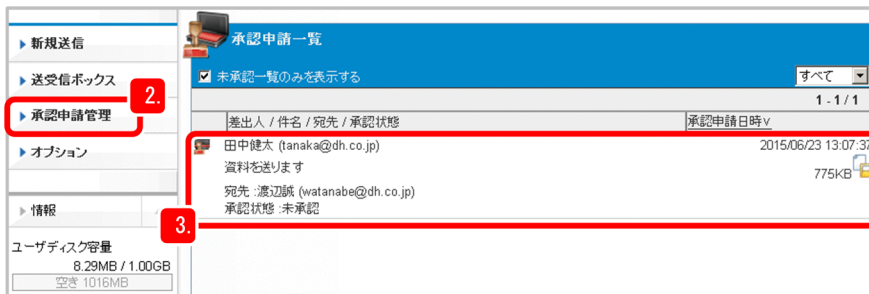 新規送信
送受信ボックス
2.
承認申請管理
オプション
情報
ユーザディスク容量
8.29MB / 1.00GB
空き 1016MB
承認申請一覧
未承認一覧のみを表示する
すべて
1 - 1 / 1
差出人 / 件名 / 宛先 / 承認状態
承認申請日時∨
3.
田中健太 (tanaka@dh.co.jp)
2015/06/23 13:07:37
資料を送ります
775KB
宛先 :渡辺誠 (watanabe@dh.co.jp)
承認状態 :未承認